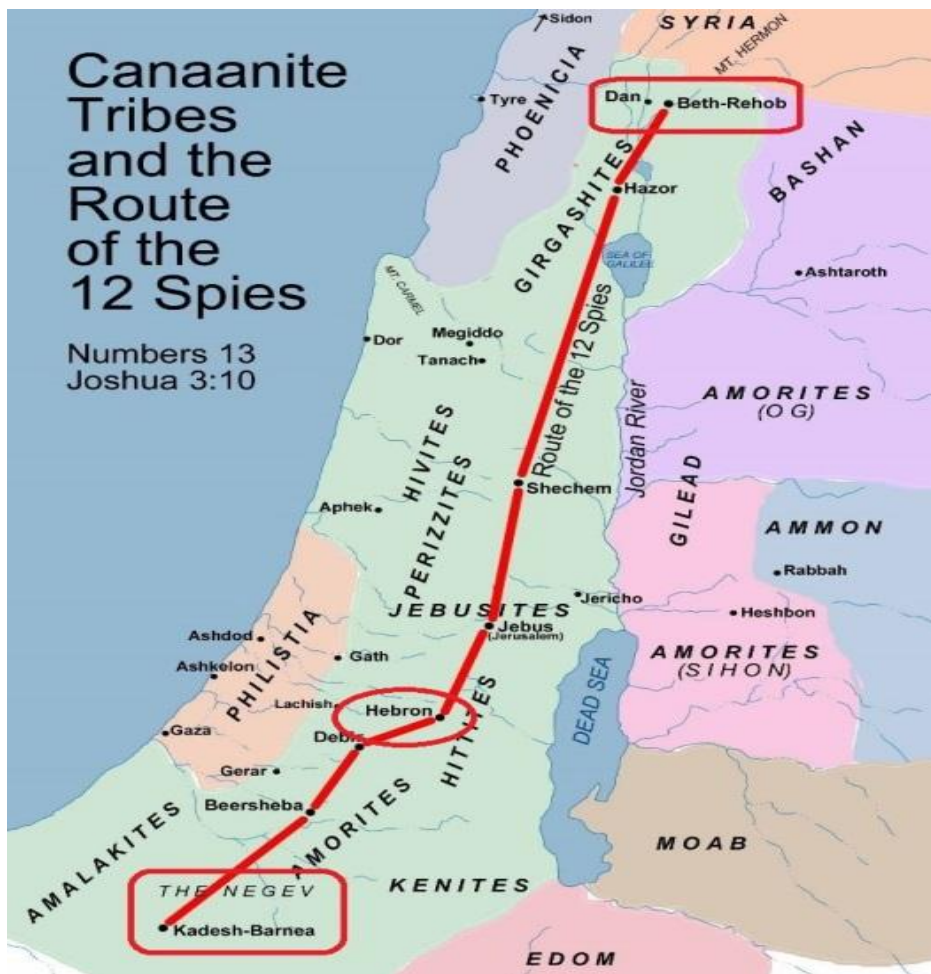 Canaanite
Tribes
and the
Route
of the
12 Spies
Numbers 13
Joshua 3:10
Sidon
SYRIA
MT. HERMON
PHOENICIA
Tyre
Dan
Beth-Rehob
BASHAN
GIRGASHITES
Hazor
SEA OF
GALILEE
Ashtaroth
MT. CARMEL
Dor
Megiddo
Tanach
Route of the 12 Spies
Jordan River
AMORITES
(OG)
HIVITES
PERIZZITES
Shechem
Aphek
GILEAD
AMMON
Rabbah
JEBUSITES
Jericho
Heshbon
Jebus
(Jerusalem)
AMORITES
(SIHON)
Ashdod
Ashkelon
PHILISTIA
Gath
Lachish
Hebron
HITTITES
DEAD SEA
Gaza
Debir
Gerar
Beersheba
AMORITES
MOAB
AMALAKITES
THE NEGEV
KENITES
Kadesh-Barnea
EDOM